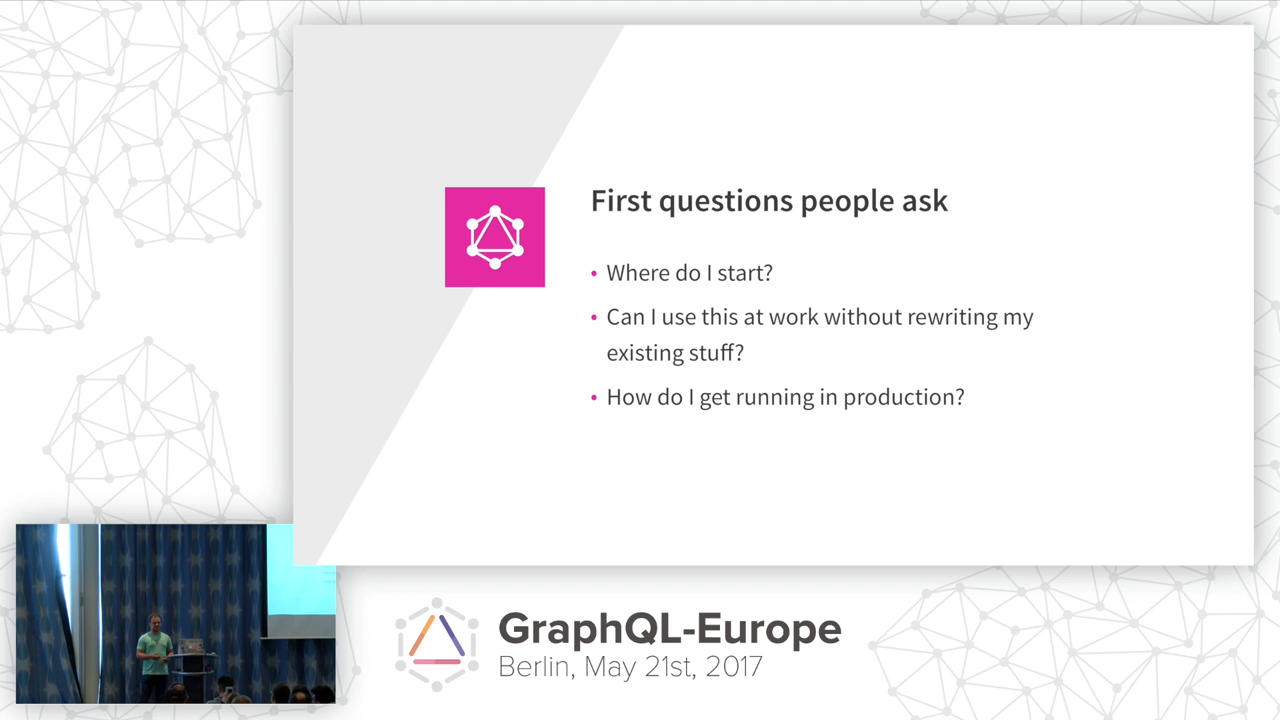 First questions people ask
• Where do I start?
• Can I use this at work without rewriting my
existing stuff?
• How do I get running in production?
GraphQL-Europe
Berlin, May 21st, 2017